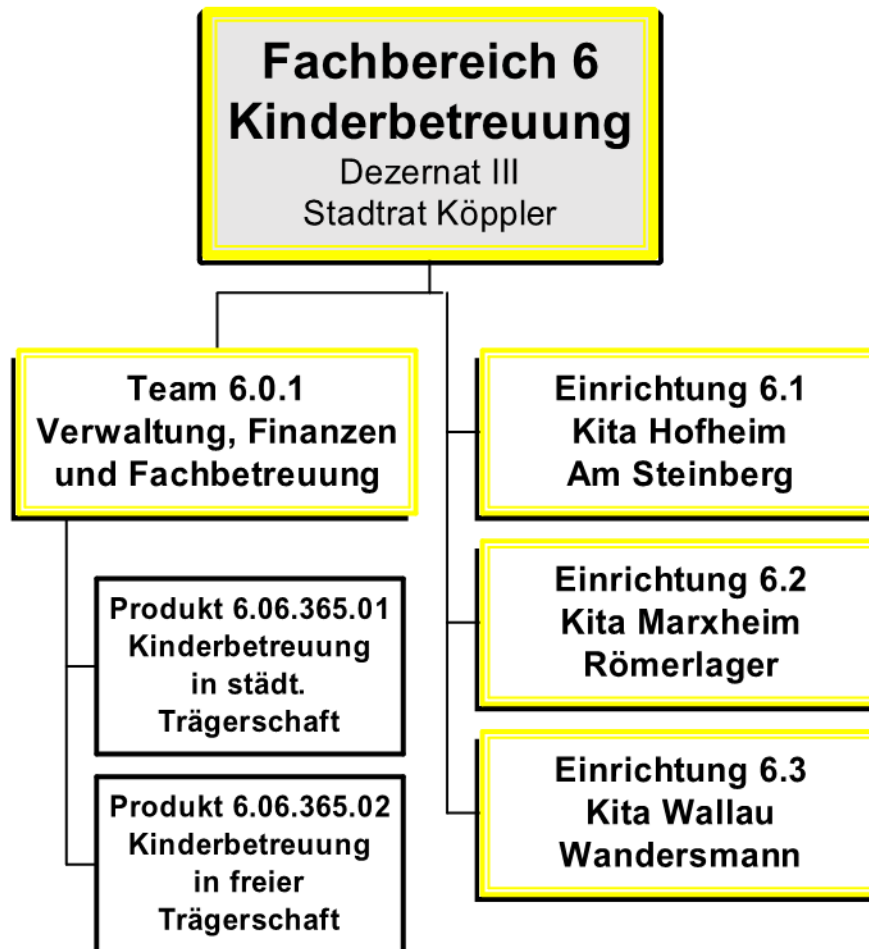 Fachbereich 6
Kinderbetreuung
Dezernat III
Stadtrat Köppler
Team 6.0.1
Verwaltung, Finanzen
und Fachbetreuung
Produkt 6.06.365.01
Kinderbetreuung
in städt.
Trägerschaft
Produkt 6.06.365.02
Kinderbetreuung
in freier
Trägerschaft
Einrichtung 6.1
Kita Hofheim
Am Steinberg
Einrichtung 6.2
Kita Marxheim
Römerlager
Einrichtung 6.3
Kita Wallau
Wandersmann